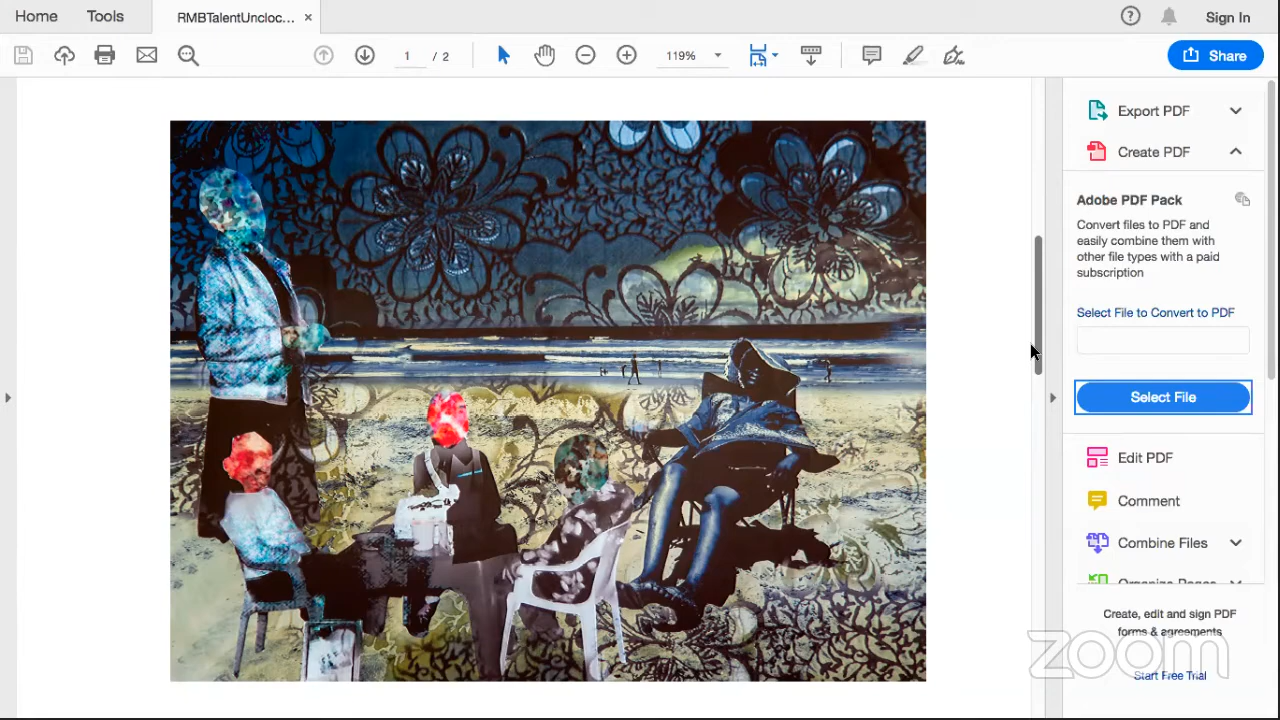 Home Tools RMBTalentUncloc... × Sign In
1 / 2 119% Share
Export PDF
Create PDF
Adobe PDF Pack
Convert files to PDF and
easily combine them with
other file types with a paid
subscription
Select File to Convert to PDF
Select File
Edit PDF
Comment
Combine Files
Organize Pages
Create, edit and sign PDF
forms & agreements
zoom
Start Free Trial